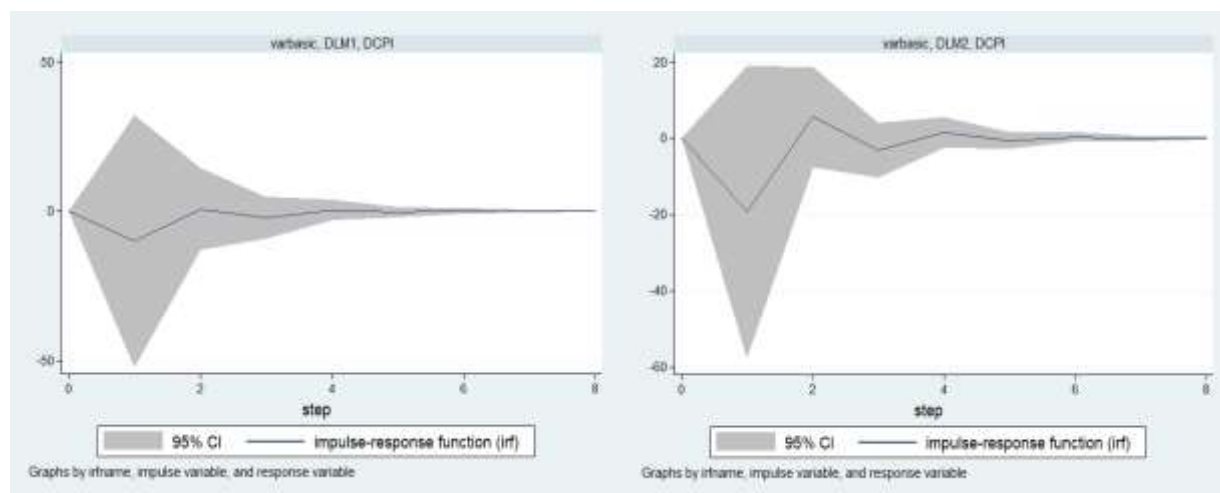 varbasic, DLM1, DCPI
50
0
-50
0 2 4 6 8
step
95% CI impulse-response function (irf)
Graphs by irfname, impulse variable, and response variable
varbasic, DLM2, DCPI
20
0
-20
-40
-60
0 2 4 6 8
step
95% CI impulse-response function (irf)
Graphs by irfname, impulse variable, and response variable